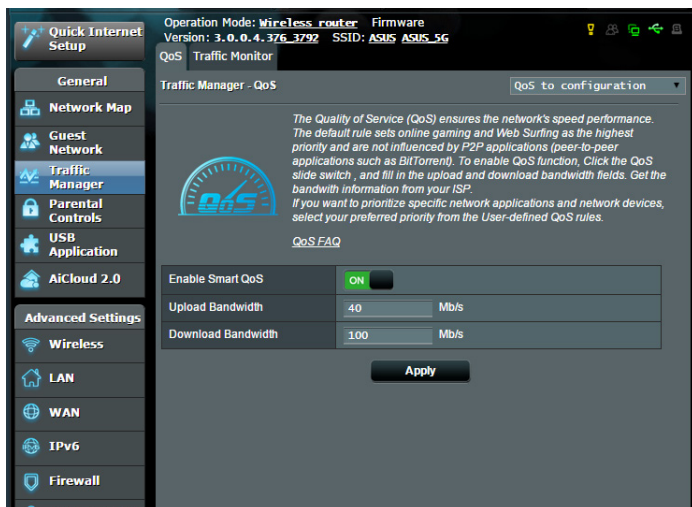 Quick Internet
Setup
Operation Mode: Wireless router Firmware
Version: 3.0.0.4.376_3792 SSID: ASUS ASUS_5G
QoS Traffic Monitor
General
Network Map
Guest
Network
Traffic
Manager
Parental
Controls
USB
Application
AiCloud 2.0
Advanced Settings
Wireless
LAN
WAN
IPv6
Firewall
Traffic Manager - QoS
QoS to configuration
QoS
The Quality of Service (QoS) ensures the network's speed performance.
The default rule sets online gaming and Web Surfing as the highest
priority and are not influenced by P2P applications (peer-to-peer
applications such as BitTorrent). To enable QoS function, Click the QoS
slide switch , and fill in the upload and download bandwidth fields. Get the
bandwith information from your ISP.
If you want to prioritize specific network applications and network devices,
select your preferred priority from the User-defined QoS rules.
QoS FAQ
Enable Smart QoS ON
Upload Bandwidth 40 Mb/s
Download Bandwidth 100 Mb/s
Apply